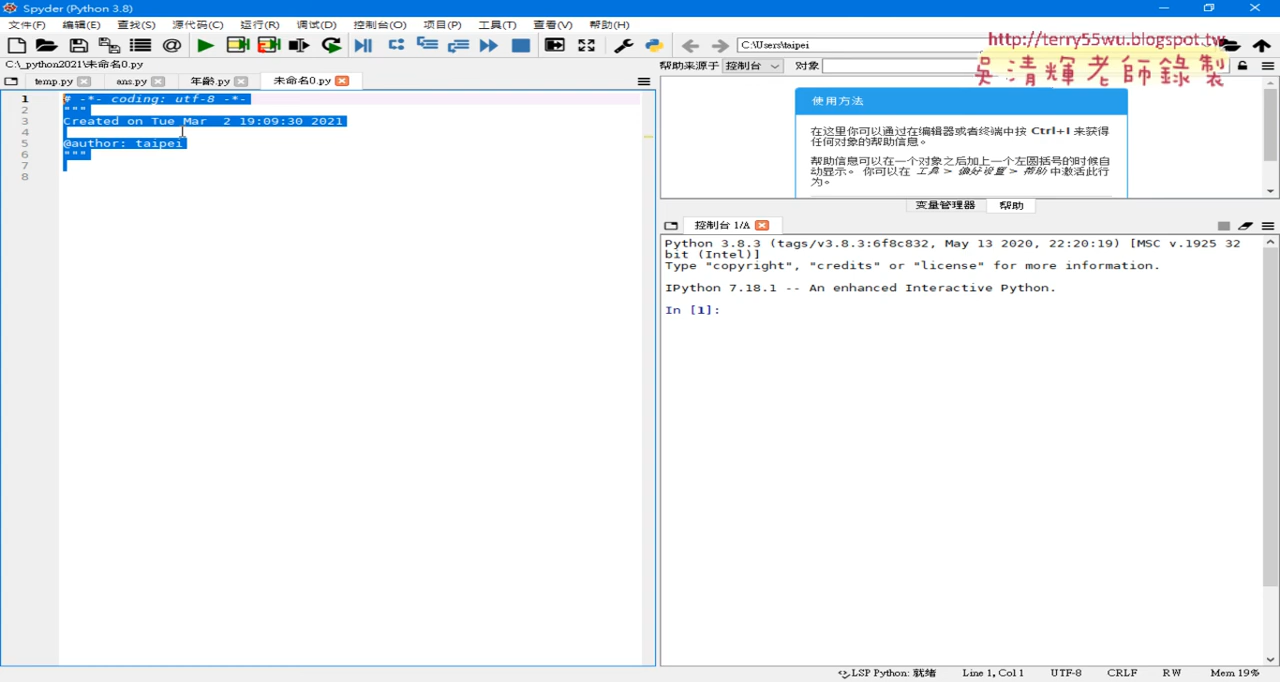 Spyder (Python 3.8)
文件(F) 编辑(E) 查找(S) 源代码(C) 运行(R) 调试(D) 控制台(O) 项目(P) 工具(T) 查看(V) 帮助(H)
C:\Users\taipei
http://terry55wu.blogspot.tw
吳清輝老師錄製
C:\_python2021\未命名0.py
帮助来源于 控制台 对象
temp.py ans.py 年齡.py 未命名0.py
1 # -*- coding: utf-8 -*-
2 """
3 Created on Tue Mar  2 19:09:30 2021
4
5 @author: taipei
6 """
7
8
使用方法
在这里你可以通过在编辑器或者终端中按 Ctrl+I 来获得
任何对象的帮助信息。
帮助信息可以在一个对象之后加上一个左圆括号的时候自
动显示。 你可以在 工具 > 偏好设置 > 帮助 中激活此行
为。
变量管理器 帮助
控制台 1/A
Python 3.8.3 (tags/v3.8.3:6f8c832, May 13 2020, 22:20:19) [MSC v.1925 32
bit (Intel)]
Type "copyright", "credits" or "license" for more information.
IPython 7.18.1 -- An enhanced Interactive Python.
In [1]:
LSP Python: 就绪 Line 1, Col 1 UTF-8 CRLF RW Mem 19%